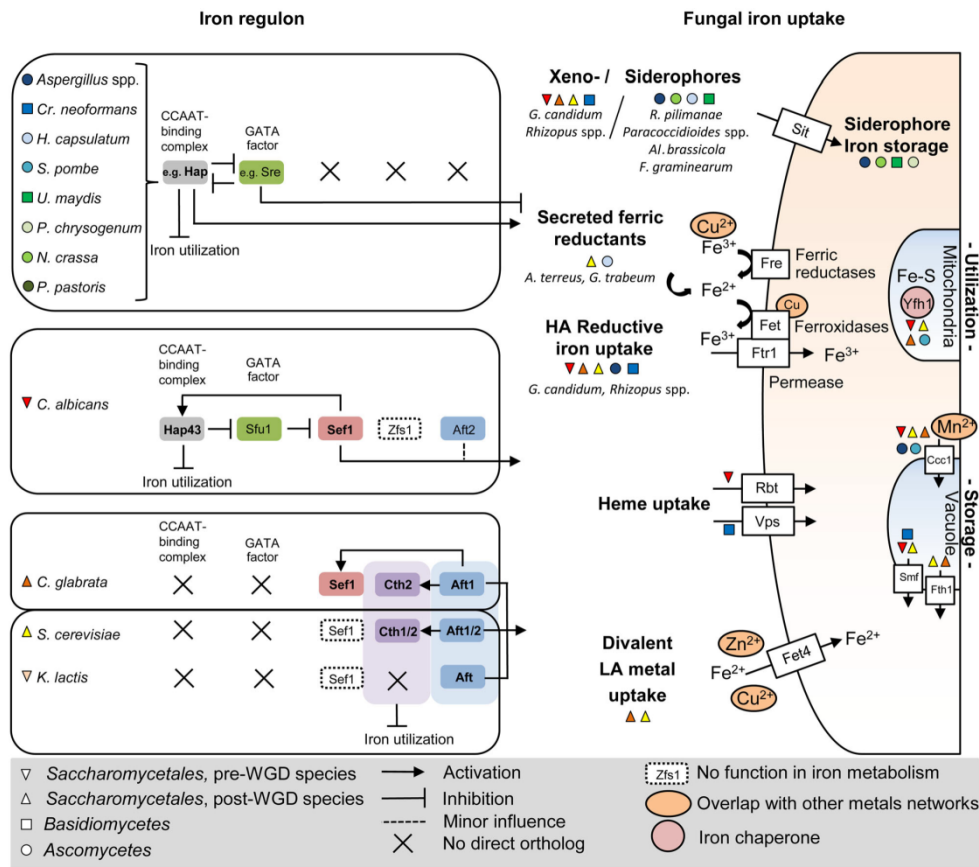 Iron regulon
Fungal iron uptake
Aspergillus spp.
Cr. neoformans
H. capsulatum
S. pombe
U. maydis
P. chrysogenum
N. crassa
P. pastoris
CCAAT-
binding
complex
GATA
factor
e.g. Hap
e.g. Sre
Iron utilization
C. albicans
CCAAT-
binding
complex
GATA
factor
Hap43
Sfu1
Sef1
Zfs1
Aft2
Iron utilization
CCAAT-
binding
complex
GATA
factor
C. glabrata
Sef1
Cth2
Aft1
S. cerevisiae
Sef1
Cth1/2
Aft1/2
K. lactis
Sef1
Aft
Iron utilization
Xeno- /
G. candidum
Rhizopus spp.
Siderophores
R. pilimanae
Paracoccidioides spp.
Al. brassicola
F. graminearum
Sit
Siderophore
Iron storage
Secreted ferric
reductants
A. terreus, G. trabeum
Cu2+
Fe3+
Fre
Ferric
reductases
Fe2+
Cu
Fet
Ferroxidases
Fe3+
Ftr1
Fe3+
Permease
HA Reductive
iron uptake
G. candidum, Rhizopus spp.
Fe-S
Yfh1
Mitochondria
- Utilization -
Heme uptake
Rbt
Vps
Mn2+
Ccc1
Vacuole
Smf
Fth1
- Storage -
Divalent
LA metal
uptake
Zn2+
Fe2+
Cu2+
Fet4
Fe2+
Saccharomycetales, pre-WGD species
Saccharomycetales, post-WGD species
Basidiomycetes
Ascomycetes
Activation
Inhibition
Minor influence
No direct ortholog
Zfs1
No function in iron metabolism
Overlap with other metals networks
Iron chaperone